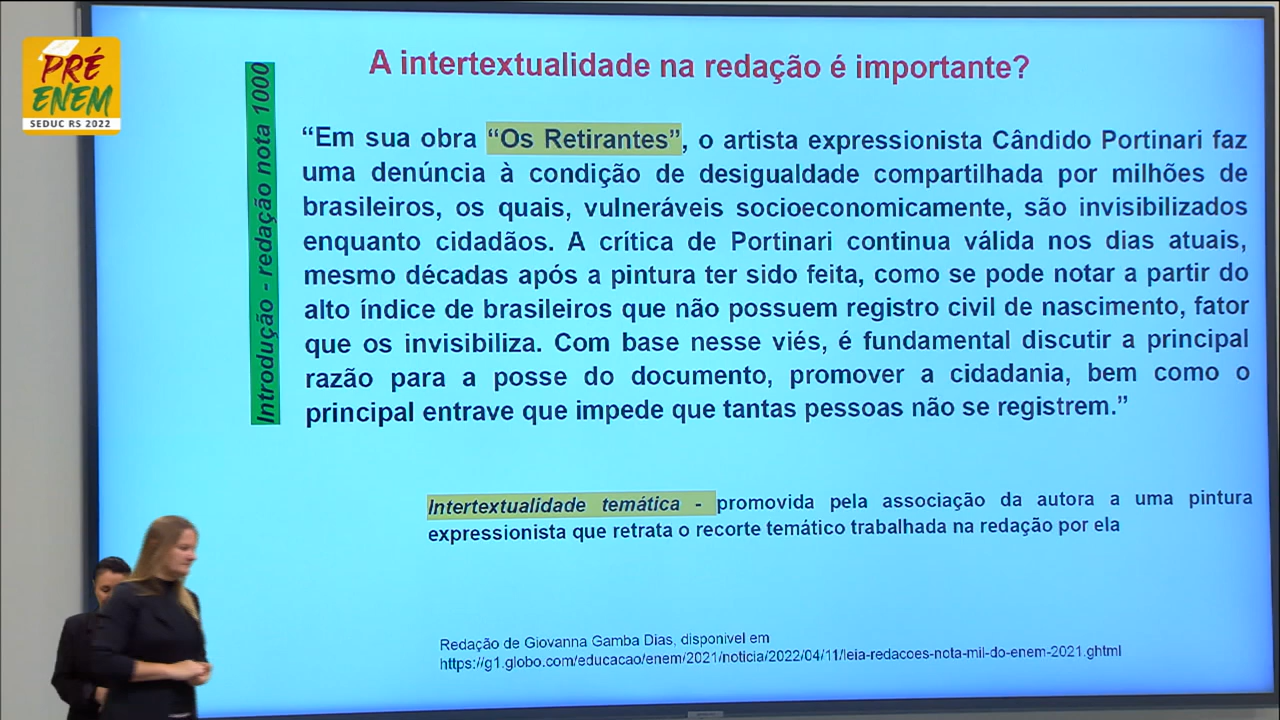 PRÉ
ENEM
SEDUC RS 2022
A intertextualidade na redação é importante?
Introdução - redação nota 1000
“Em sua obra “Os Retirantes”, o artista expressionista Cândido Portinari faz
uma denúncia à condição de desigualdade compartilhada por milhões de
brasileiros, os quais, vulneráveis socioeconomicamente, são invisibilizados
enquanto cidadãos. A crítica de Portinari continua válida nos dias atuais,
mesmo décadas após a pintura ter sido feita, como se pode notar a partir do
alto índice de brasileiros que não possuem registro civil de nascimento, fator
que os invisibiliza. Com base nesse viés, é fundamental discutir a principal
razão para a posse do documento, promover a cidadania, bem como o
principal entrave que impede que tantas pessoas não se registrem.”
Intertextualidade temática - promovida pela associação da autora a uma pintura
expressionista que retrata o recorte temático trabalhada na redação por ela
Redação de Giovanna Gamba Dias, disponivel em
https://g1.globo.com/educacao/enem/2021/noticia/2022/04/11/leia-redacoes-nota-mil-do-enem-2021.ghtml